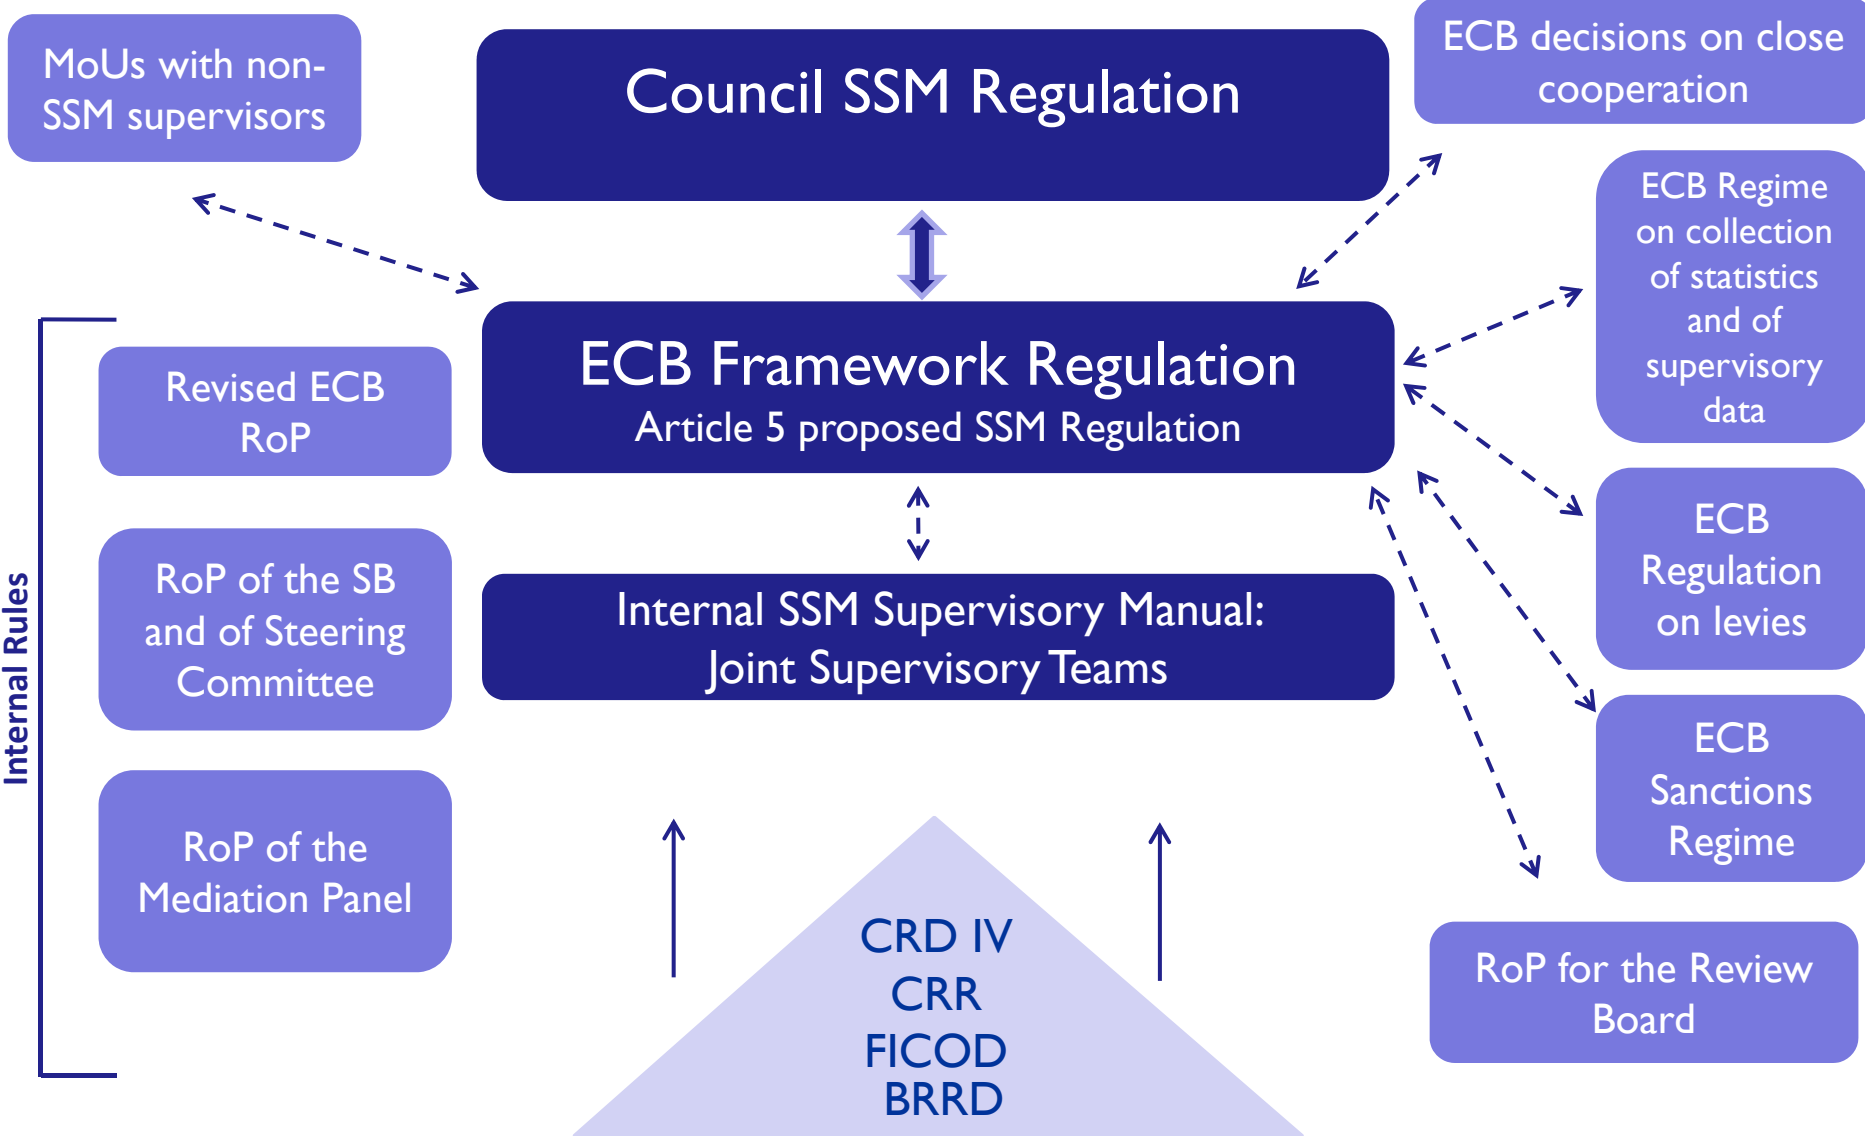 MoUs with non-
SSM supervisors
Council SSM Regulation
ECB decisions on close
cooperation
ECB Regime
on collection
of statistics
and of
supervisory
data
ECB Framework Regulation
Article 5 proposed SSM Regulation
Internal Rules
Revised ECB
RoP
ECB
Regulation
on levies
RoP of the SB
and of Steering
Committee
Internal SSM Supervisory Manual:
Joint Supervisory Teams
ECB
Sanctions
Regime
RoP of the
Mediation Panel
CRD IV
CRR
FICOD
BRRD
RoP for the Review
Board